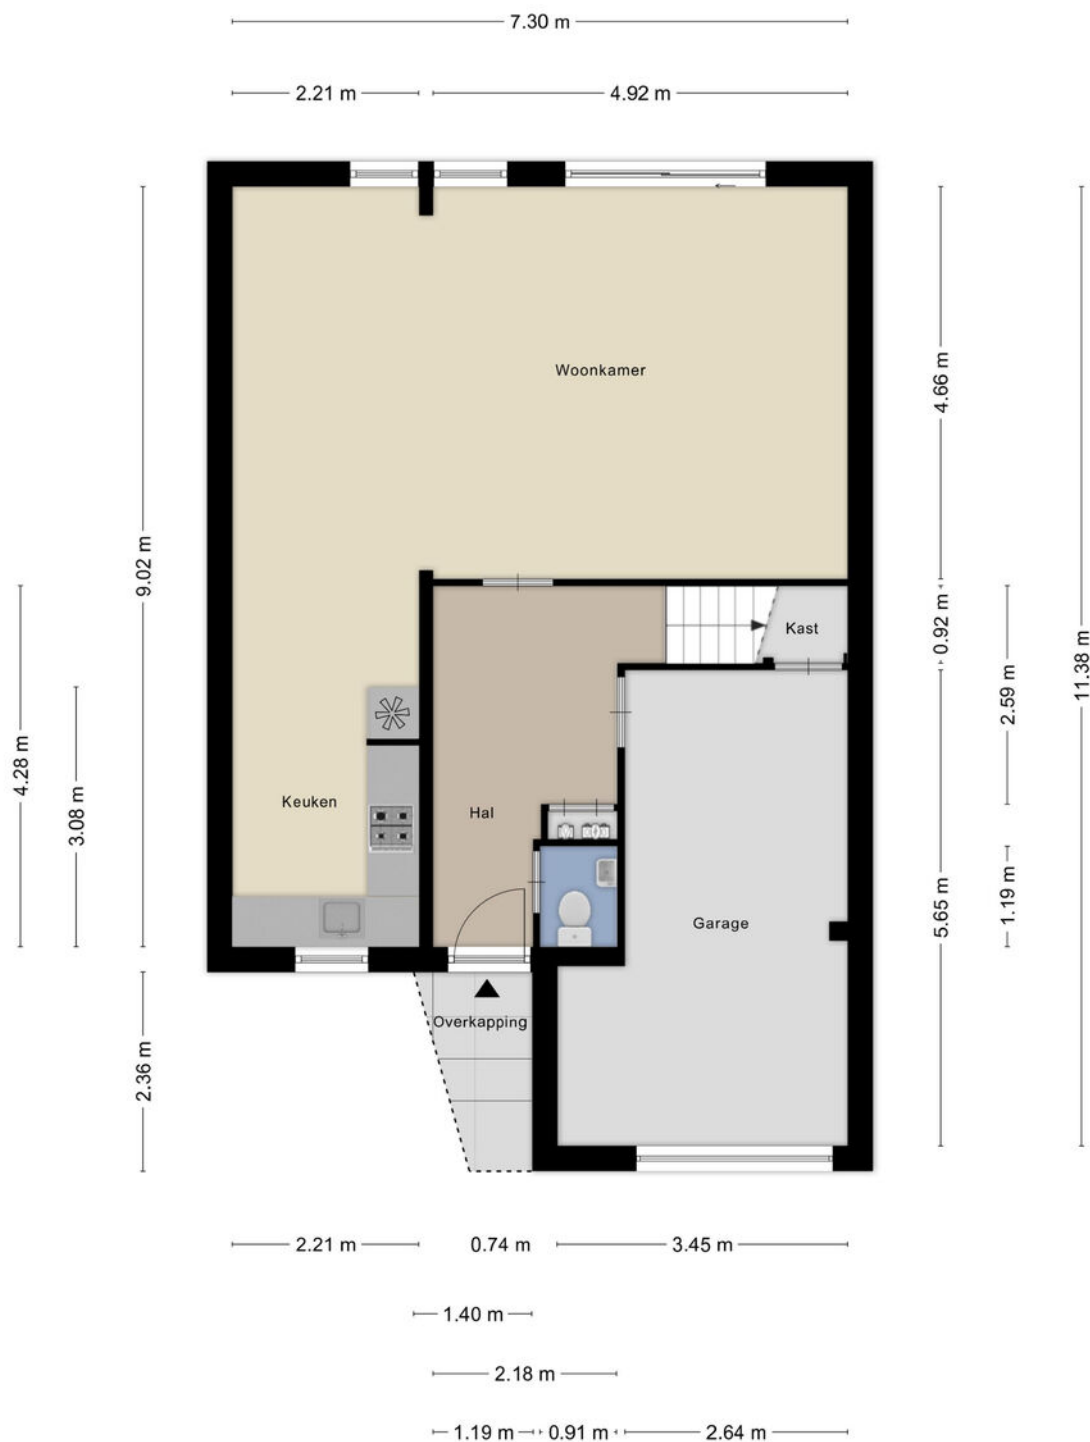 7.30 m
2.21 m
4.92 m
Woonkamer
4.66 m
9.02 m
0.92 m
Kast
2.59 m
11.38 m
4.28 m
3.08 m
Keuken
Hal
1.19 m
Garage
5.65 m
Overkapping
2.36 m
2.21 m
0.74 m
3.45 m
1.40 m
2.18 m
1.19 m
0.91 m
2.64 m